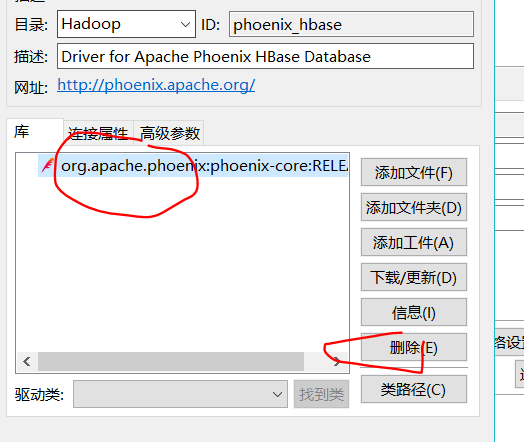 目录: Hadoop ID: phoenix_hbase
描述: Driver for Apache Phoenix HBase Database
网址: http://phoenix.apache.org/
库 连接属性 高级参数
org.apache.phoenix:phoenix-core:RELEA
添加文件(F)
添加文件夹(D)
添加工件(A)
下载/更新(D)
信息(I)
删除(E)
络设置
驱动类: 找到类 类路径(C)